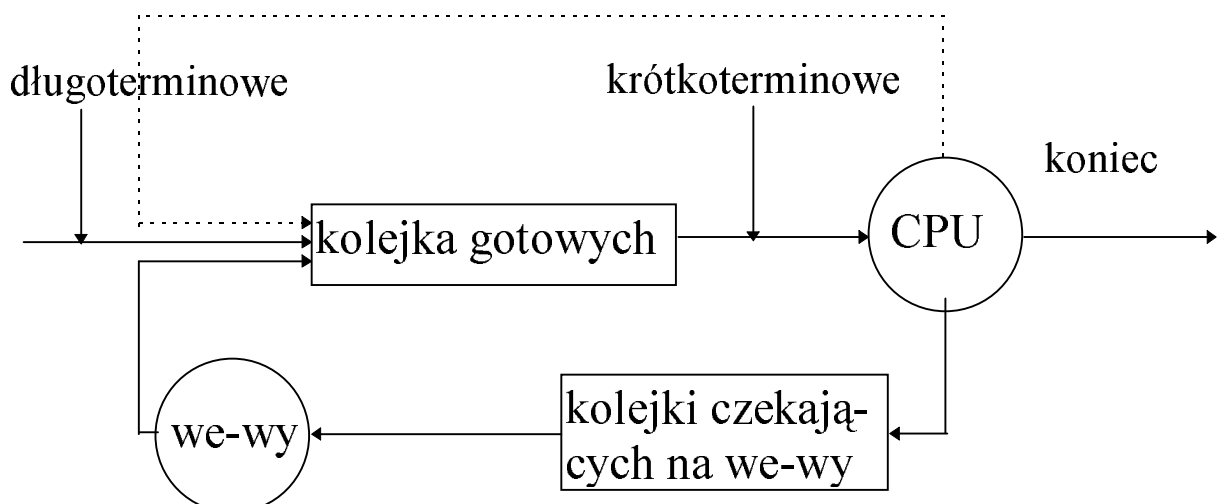 długoterminowe
krótkoterminowe
koniec
kolejka gotowych
CPU
we-wy
kolejki czekają-
cych na we-wy